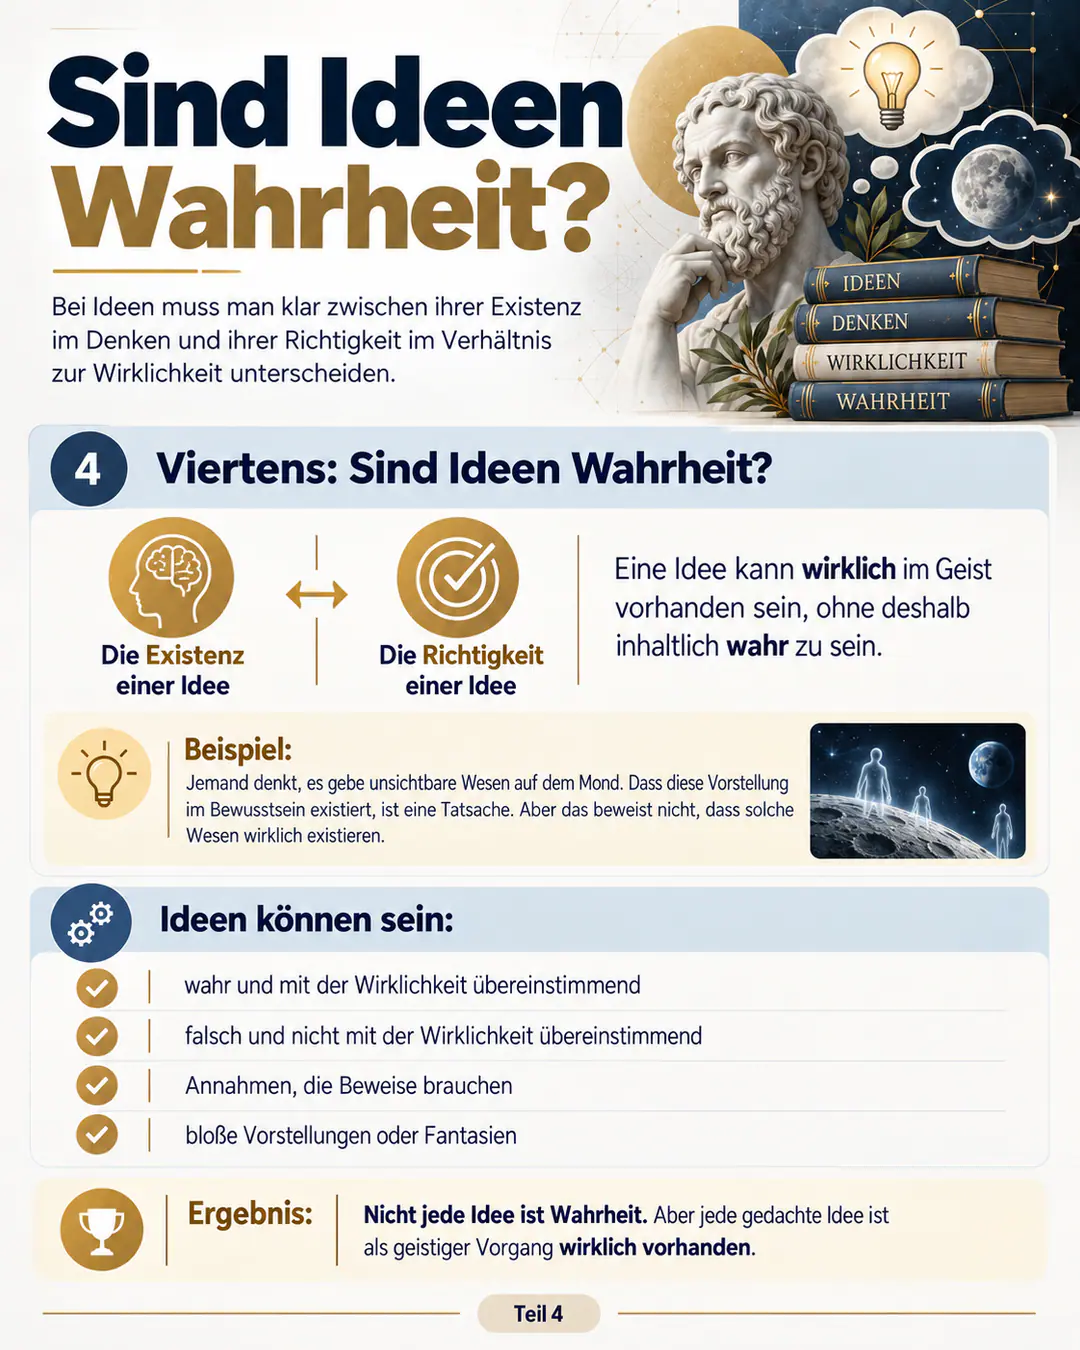 Sind Ideen
Wahrheit?
Bei Ideen muss man klar zwischen ihrer Existenz
im Denken und ihrer Richtigkeit im Verhältnis
zur Wirklichkeit unterscheiden.
IDEEN
DENKEN
WIRKLICHKEIT
WAHRHEIT
4
Viertens: Sind Ideen Wahrheit?
Die Existenz
einer Idee
Die Richtigkeit
einer Idee
Eine Idee kann wirklich im Geist
vorhanden sein, ohne deshalb
inhaltlich wahr zu sein.
Beispiel:
Jemand denkt, es gebe unsichtbare Wesen auf dem Mond. Dass diese Vorstellung
im Bewusstsein existiert, ist eine Tatsache. Aber das beweist nicht, dass solche
Wesen wirklich existieren.
Ideen können sein:
wahr und mit der Wirklichkeit übereinstimmend
falsch und nicht mit der Wirklichkeit übereinstimmend
Annahmen, die Beweise brauchen
bloße Vorstellungen oder Fantasien
Ergebnis:
Nicht jede Idee ist Wahrheit. Aber jede gedachte Idee ist
als geistiger Vorgang wirklich vorhanden.
Teil 4